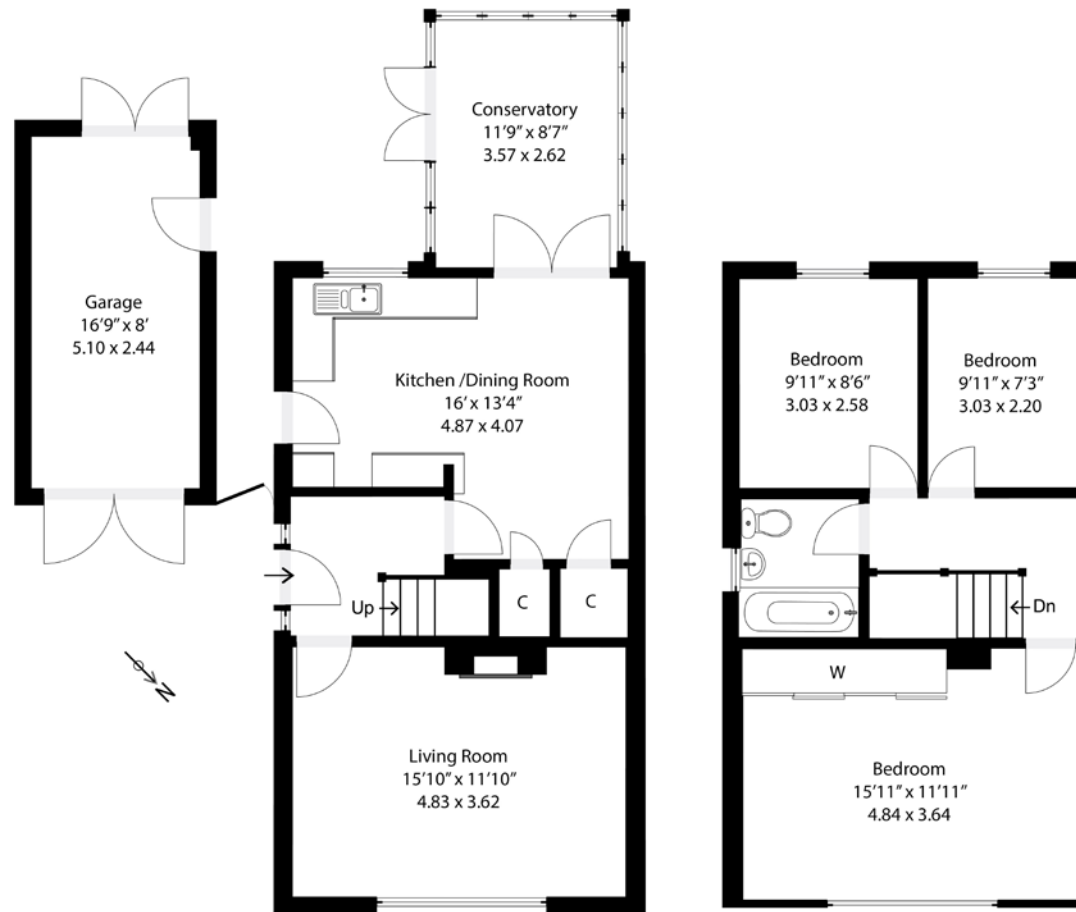 Conservatory
11'9" x 8'7"
3.57 x 2.62
Garage
16'9" x 8'
5.10 x 2.44
Kitchen /Dining Room
16' x 13'4"
4.87 x 4.07
Bedroom
9'11" x 8'6"
3.03 x 2.58
Bedroom
9'11" x 7'3"
3.03 x 2.20
Up
C
C
Dn
N
W
Living Room
15'10" x 11'10"
4.83 x 3.62
Bedroom
15'11" x 11'11"
4.84 x 3.64